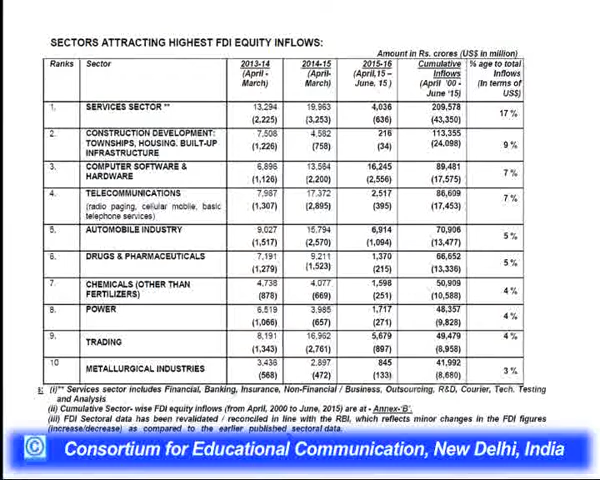 SECTORS ATTRACTING HIGHEST FDI EQUITY INFLOWS:
Amount in Rs. crores (US$ in million)
Ranks Sector 2013-14 (April - March) 2014-15 (April- March) 2015-16 (April,15 – June, 15 ) Cumulative Inflows (April '00 - June '15) % age to total Inflows (In terms of US$)
1. SERVICES SECTOR ** 13,294 (2,225) 19,963 (3,253) 4,036 (636) 209,578 (43,350) 17 %
2. CONSTRUCTION DEVELOPMENT: TOWNSHIPS, HOUSING, BUILT-UP INFRASTRUCTURE 7,508 (1,226) 4,582 (758) 216 (34) 113,355 (24,098) 9 %
3. COMPUTER SOFTWARE & HARDWARE 6,896 (1,126) 13,564 (2,200) 16,245 (2,556) 89,481 (17,575) 7 %
4. TELECOMMUNICATIONS (radio paging, cellular mobile, basic telephone services) 7,987 (1,307) 17,372 (2,895) 2,517 (395) 86,609 (17,453) 7 %
5. AUTOMOBILE INDUSTRY 9,027 (1,517) 15,794 (2,570) 6,914 (1,094) 70,906 (13,477) 5 %
6. DRUGS & PHARMACEUTICALS 7,191 (1,279) 9,211 (1,523) 1,370 (215) 66,652 (13,336) 5 %
7. CHEMICALS (OTHER THAN FERTILIZERS) 4,738 (878) 4,077 (669) 1,598 (251) 50,909 (10,588) 4 %
8. POWER 6,519 (1,066) 3,985 (657) 1,717 (271) 48,357 (9,828) 4 %
9. TRADING 8,191 (1,343) 16,962 (2,761) 5,679 (897) 49,479 (8,958) 4 %
10 METALLURGICAL INDUSTRIES 3,436 (568) 2,897 (472) 845 (133) 41,992 (8,680) 3 %
(i)** Services sector includes Financial, Banking, Insurance, Non-Financial / Business, Outsourcing, R&D, Courier, Tech. Testing
and Analysis
(ii) Cumulative Sector- wise FDI equity inflows (from April, 2000 to June, 2015) are at - Annex-'B'.
(iii) FDI Sectoral data has been revalidated / reconciled in line with the RBI, which reflects minor changes in the FDI figures
(increase/decrease) as compared to the earlier published sectoral data.
© Consortium for Educational Communication, New Delhi, India